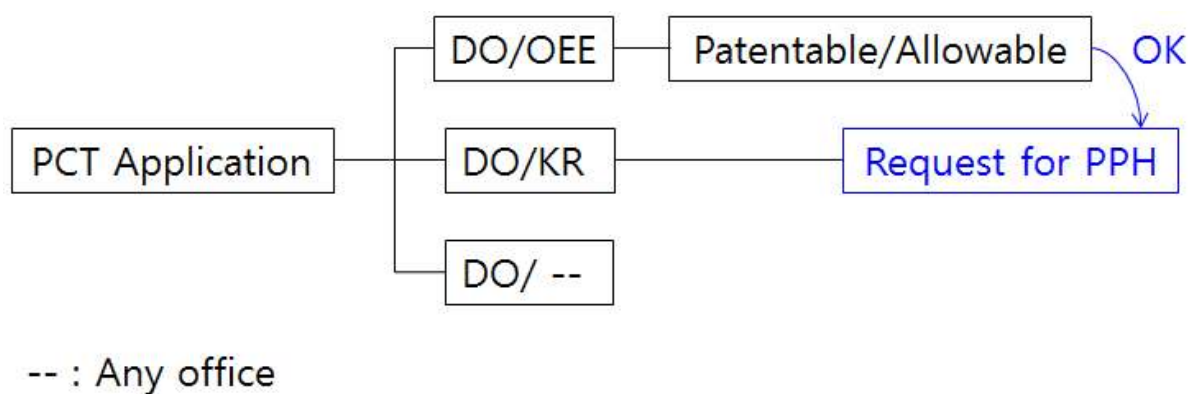 DO/OEE
Patentable/Allowable
OK
PCT Application
DO/KR
Request for PPH
DO/ --
-- : Any office